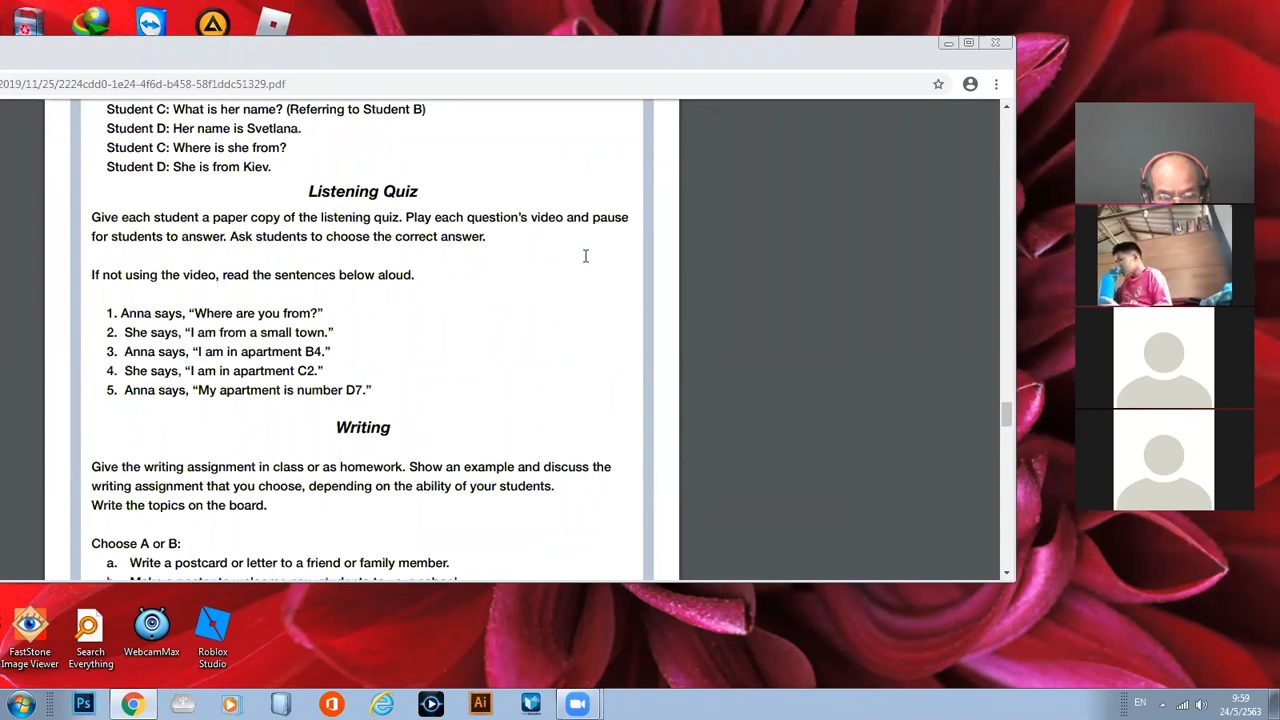 2019/11/25/2224cdd0-1e24-4f6d-b458-58f1ddc51329.pdf
Student C: What is her name? (Referring to Student B)
Student D: Her name is Svetlana.
Student C: Where is she from?
Student D: She is from Kiev.
Listening Quiz
Give each student a paper copy of the listening quiz. Play each question's video and pause
for students to answer. Ask students to choose the correct answer.
If not using the video, read the sentences below aloud.
1. Anna says, “Where are you from?”
2. She says, “I am from a small town.”
3. Anna says, “I am in apartment B4.”
4. She says, “I am in apartment C2.”
5. Anna says, “My apartment is number D7.”
Writing
Give the writing assignment in class or as homework. Show an example and discuss the
writing assignment that you choose, depending on the ability of your students.
Write the topics on the board.
Choose A or B:
a. Write a postcard or letter to a friend or family member.
FastStone
Image Viewer
Search
Everything
WebcamMax
Roblox
Studio
Ps
Ai
EN
9:59
24/5/2563